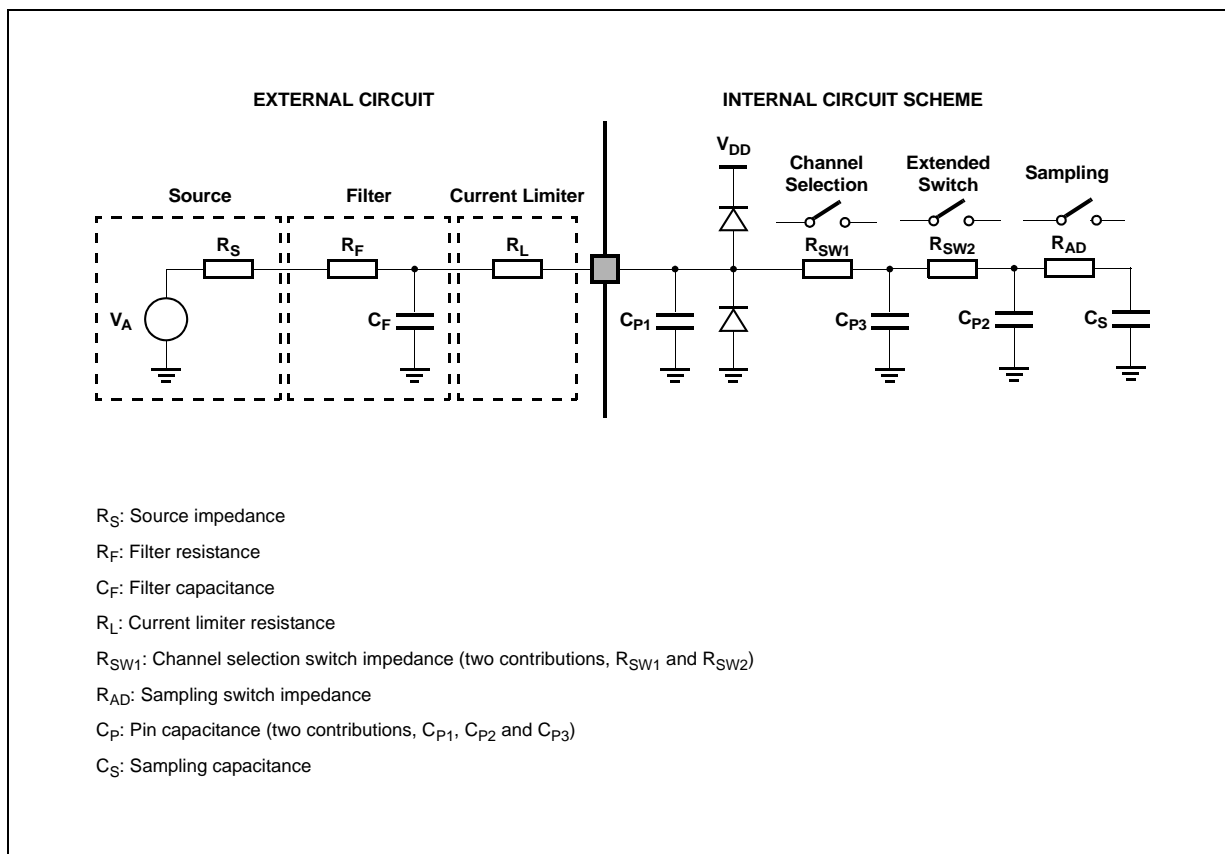 EXTERNAL CIRCUIT
INTERNAL CIRCUIT SCHEME
VDD
Channel
Selection
Extended
Switch
Sampling
Source
Filter
Current Limiter
RS
RF
RL
RSW1
RSW2
RAD
VA
CF
CP1
CP3
CP2
CS
RS: Source impedance
RF: Filter resistance
CF: Filter capacitance
RL: Current limiter resistance
RSW1: Channel selection switch impedance (two contributions, RSW1 and RSW2)
RAD: Sampling switch impedance
CP: Pin capacitance (two contributions, CP1, CP2 and CP3)
CS: Sampling capacitance